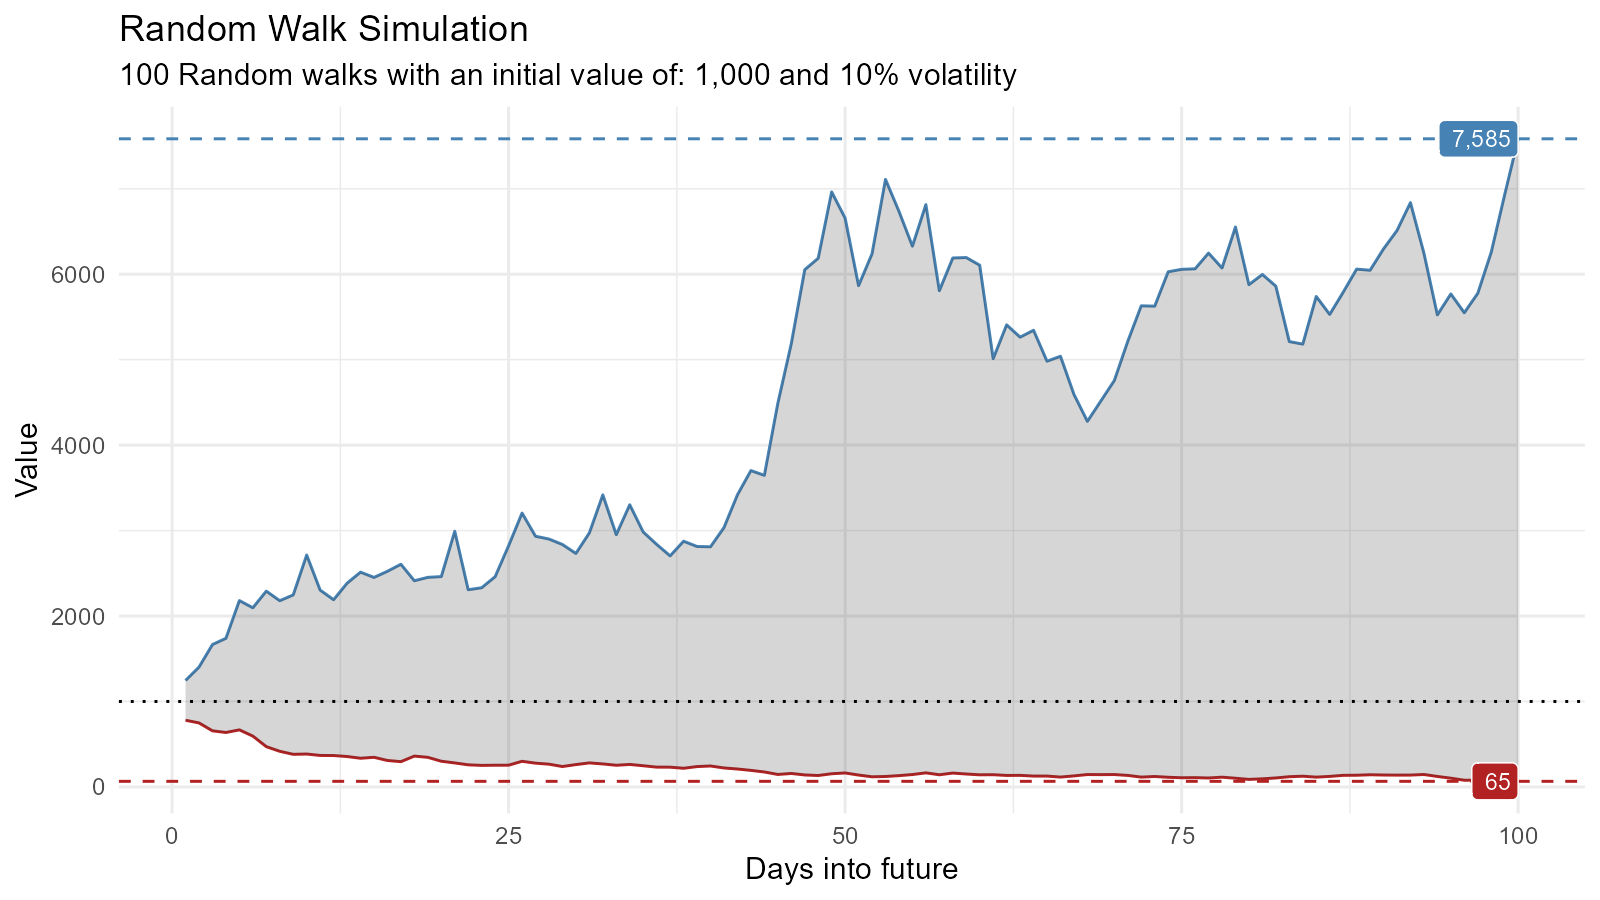 Random Walk Simulation
100 Random walks with an initial value of: 1,000 and 10% volatility
7,585
6000
4000
2000
0
65
Value
0 25 50 75 100
Days into future